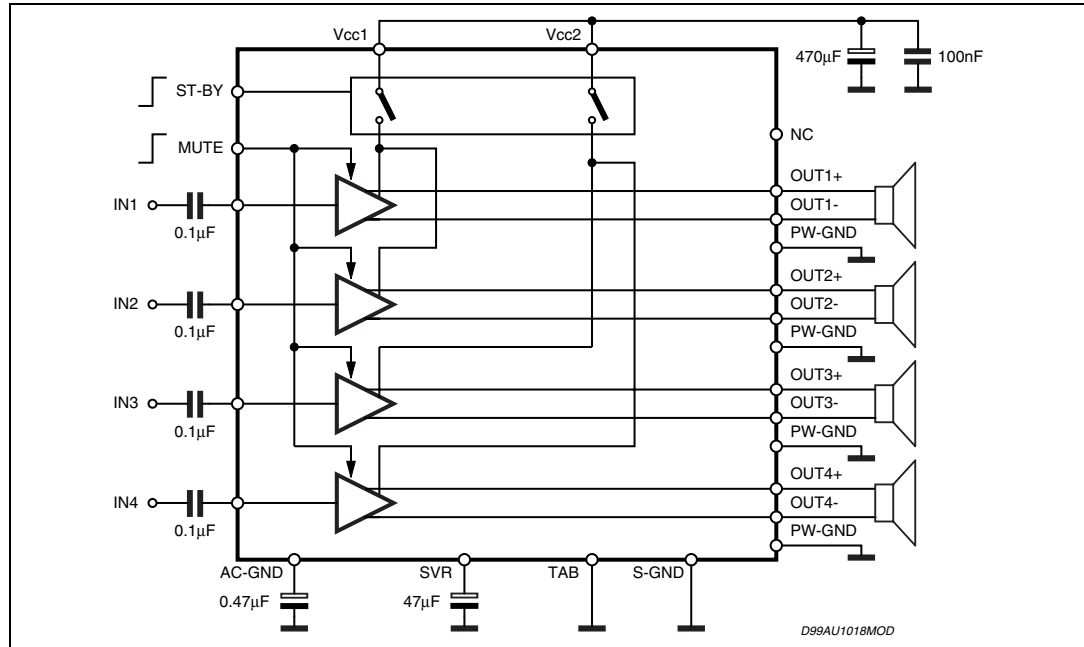 Vcc1
Vcc2
470μF
100nF
ST-BY
NC
MUTE
OUT1+
IN1
OUT1-
0.1μF
PW-GND
OUT2+
IN2
OUT2-
0.1μF
PW-GND
OUT3+
IN3
OUT3-
0.1μF
PW-GND
OUT4+
IN4
OUT4-
0.1μF
PW-GND
AC-GND
SVR
TAB
S-GND
0.47μF
47μF
D99AU1018MOD